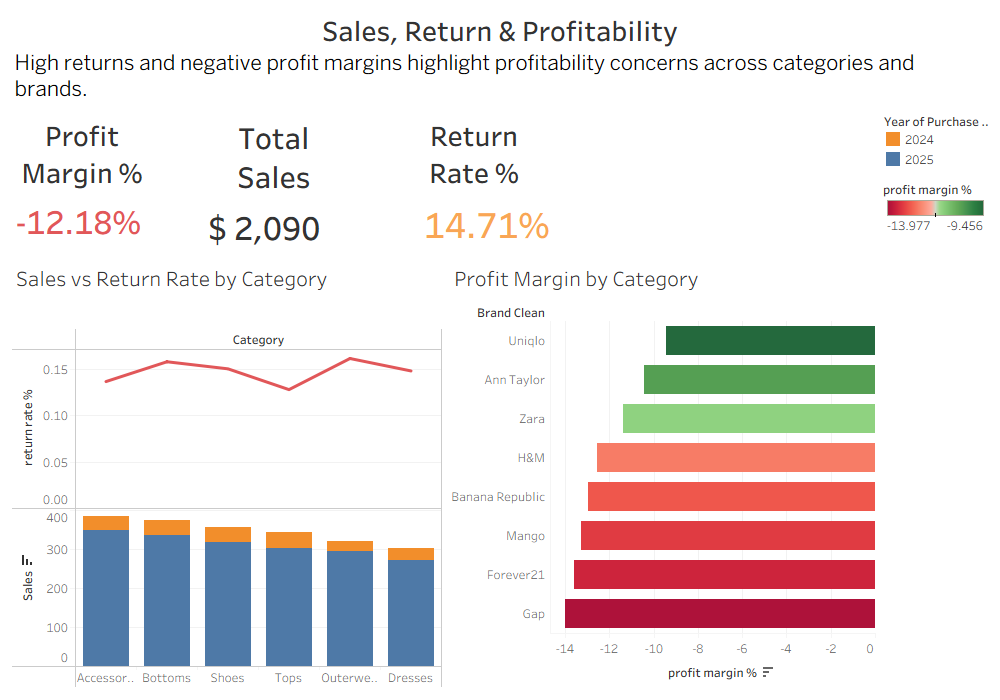 Sales, Return & Profitability
High returns and negative profit margins highlight profitability concerns across categories and
brands.
Profit
Margin %
-12.18%
Total
Sales
$ 2,090
Return
Rate %
14.71%
Year of Purchase ..
2024
2025
profit margin %
-13.977 -9.456
Sales vs Return Rate by Category
Category
return rate %
0.15
0.10
0.05
0.00
Sales
400
300
200
100
0
Accessor.. Bottoms Shoes Tops Outerwe.. Dresses
Profit Margin by Category
Brand Clean
Uniqlo
Ann Taylor
Zara
H&M
Banana Republic
Mango
Forever21
Gap
-14 -12 -10 -8 -6 -4 -2 0
profit margin %